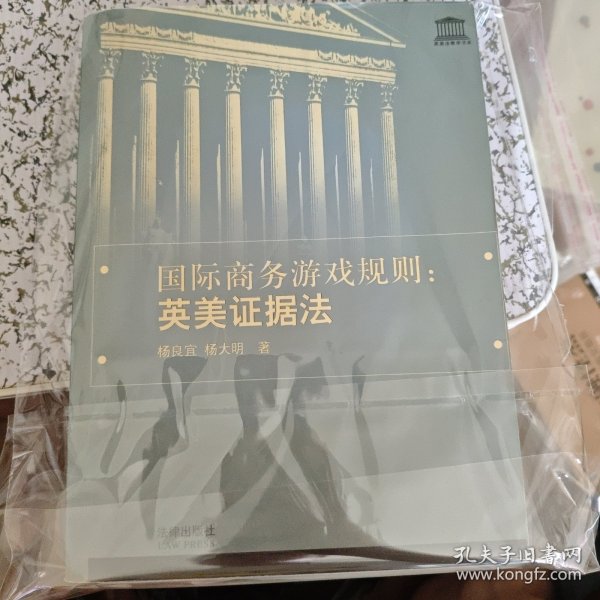 国际商务游戏规则：
英美证据法
杨良宜 杨大明 著
法律出版社
LAW PRESS
孔夫子旧书网
www.kongfz.com